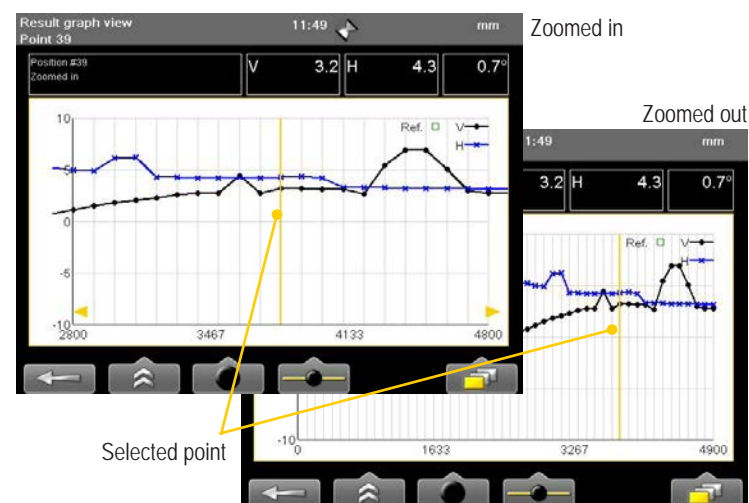 Result graph view
11:49
mm
Point 39
Position #39
Zoomed in
V
3.2
H
4.3
0.7°
10
Ref.
V
H
5
0
-5
-10
2800
3467
4133
4800
Zoomed in
Zoomed out
1:49
mm
3.2
H
4.3
0.7°
Ref.
V
H
-10
0
1633
3267
4900
Selected point